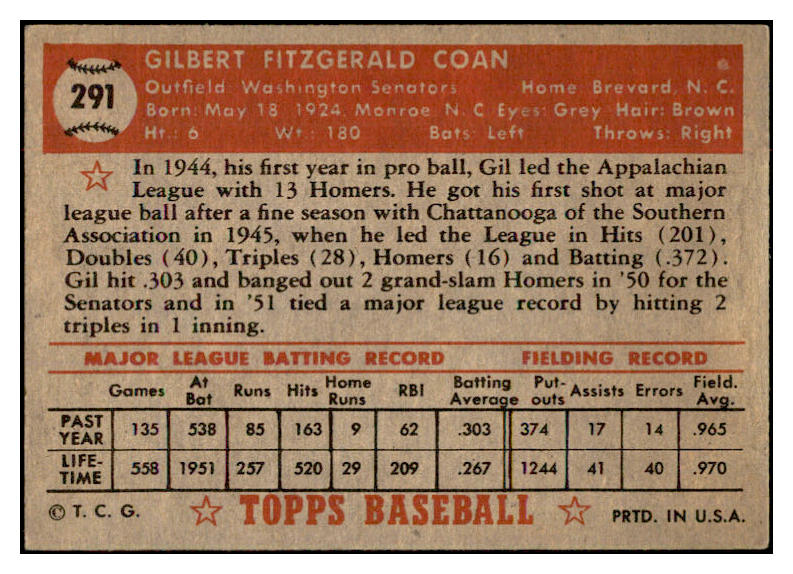 291
GILBERT FITZGERALD COAN
Outfield: Washington Senators Home Brevard, N. C.
Born: May 18 1924, Monroe N. C Eyes: Grey Hair: Brown
Ht.: 6 Wt.: 180 Bats: Left Throws: Right
In 1944, his first year in pro ball, Gil led the Appalachian
League with 13 Homers. He got his first shot at major
league ball after a fine season with Chattanooga of the Southern
Association in 1945, when he led the League in Hits (201),
Doubles (40), Triples (28), Homers (16) and Batting (.372).
Gil hit .303 and banged out 2 grand-slam Homers in '50 for the
Senators and in '51 tied a major league record by hitting 2
triples in 1 inning.
MAJOR LEAGUE BATTING RECORD FIELDING RECORD
Games At Bat Runs Hits Home Runs RBI Batting Average Put-outs Assists Errors Field. Avg.
PAST YEAR 135 538 85 163 9 62 .303 374 17 14 .965
LIFE-TIME 558 1951 257 520 29 209 .267 1244 41 40 .970
© T. C. G. TOPPS BASEBALL PRTD. IN U.S.A.